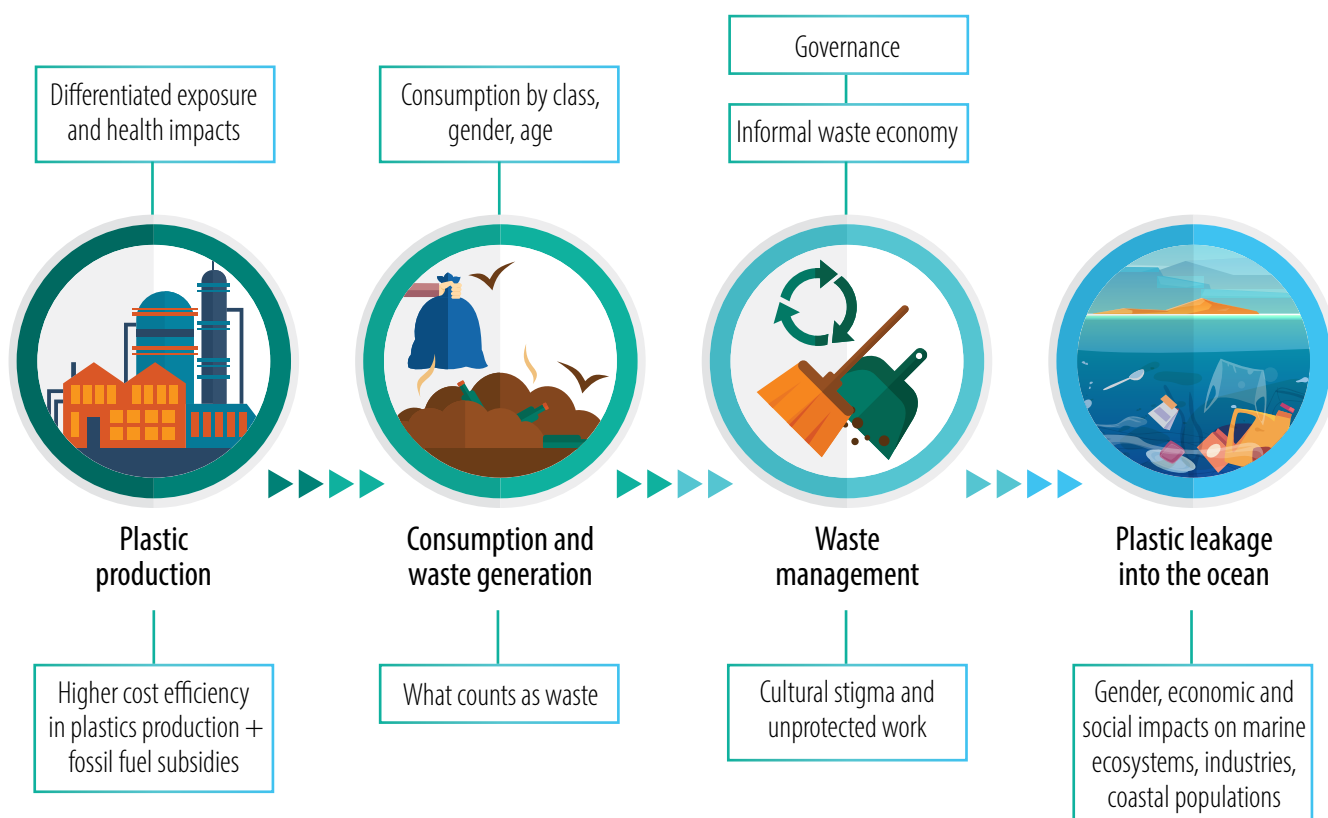 Governance
Differentiated exposure
and health impacts
Consumption by class,
gender, age
Informal waste economy
Plastic
production
Consumption and
waste generation
Waste
management
Plastic leakage
into the ocean
Higher cost efficiency
in plastics production +
fossil fuel subsidies
What counts as waste
Cultural stigma and
unprotected work
Gender, economic and
social impacts on marine
ecosystems, industries,
coastal populations